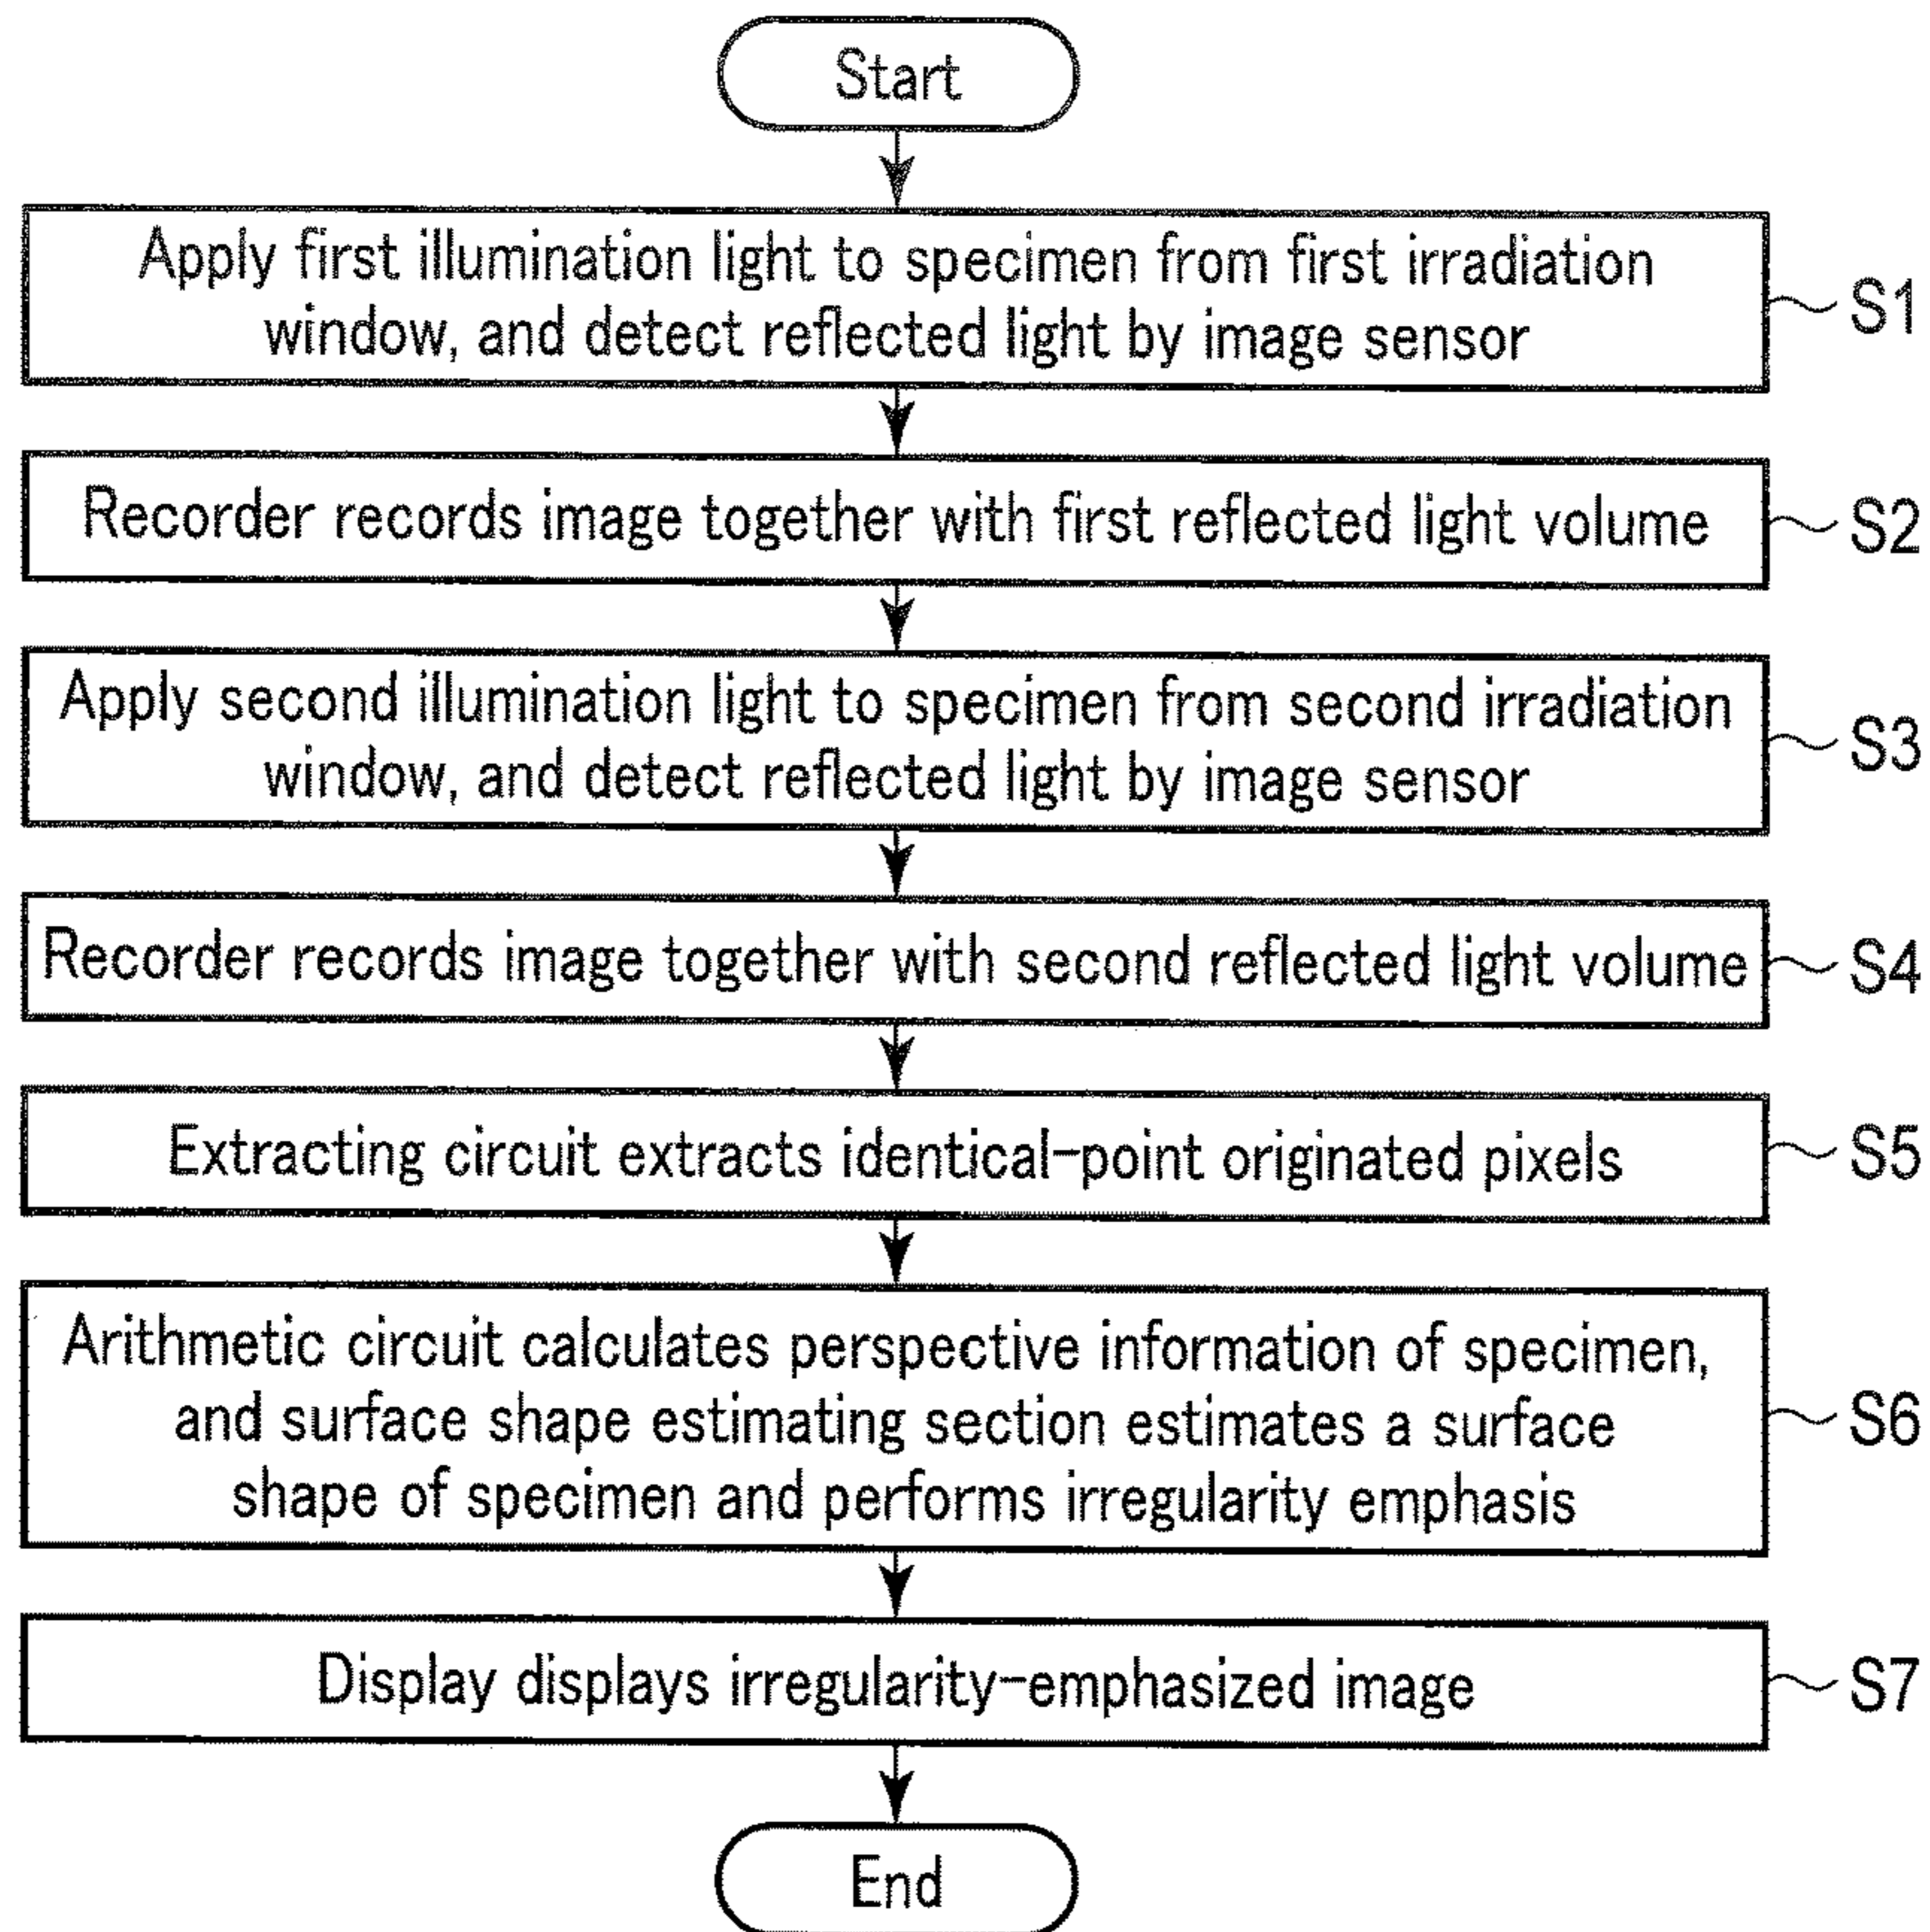 Start
Apply first illumination light to specimen from first irradiation
window, and detect reflected light by image sensor
S1
Recorder records image together with first reflected light volume
S2
Apply second illumination light to specimen from second irradiation
window, and detect reflected light by image sensor
S3
Recorder records image together with second reflected light volume
S4
Extracting circuit extracts identical-point originated pixels
S5
Arithmetic circuit calculates perspective information of specimen,
and surface shape estimating section estimates a surface
shape of specimen and performs irregularity emphasis
S6
Display displays irregularity-emphasized image
S7
End